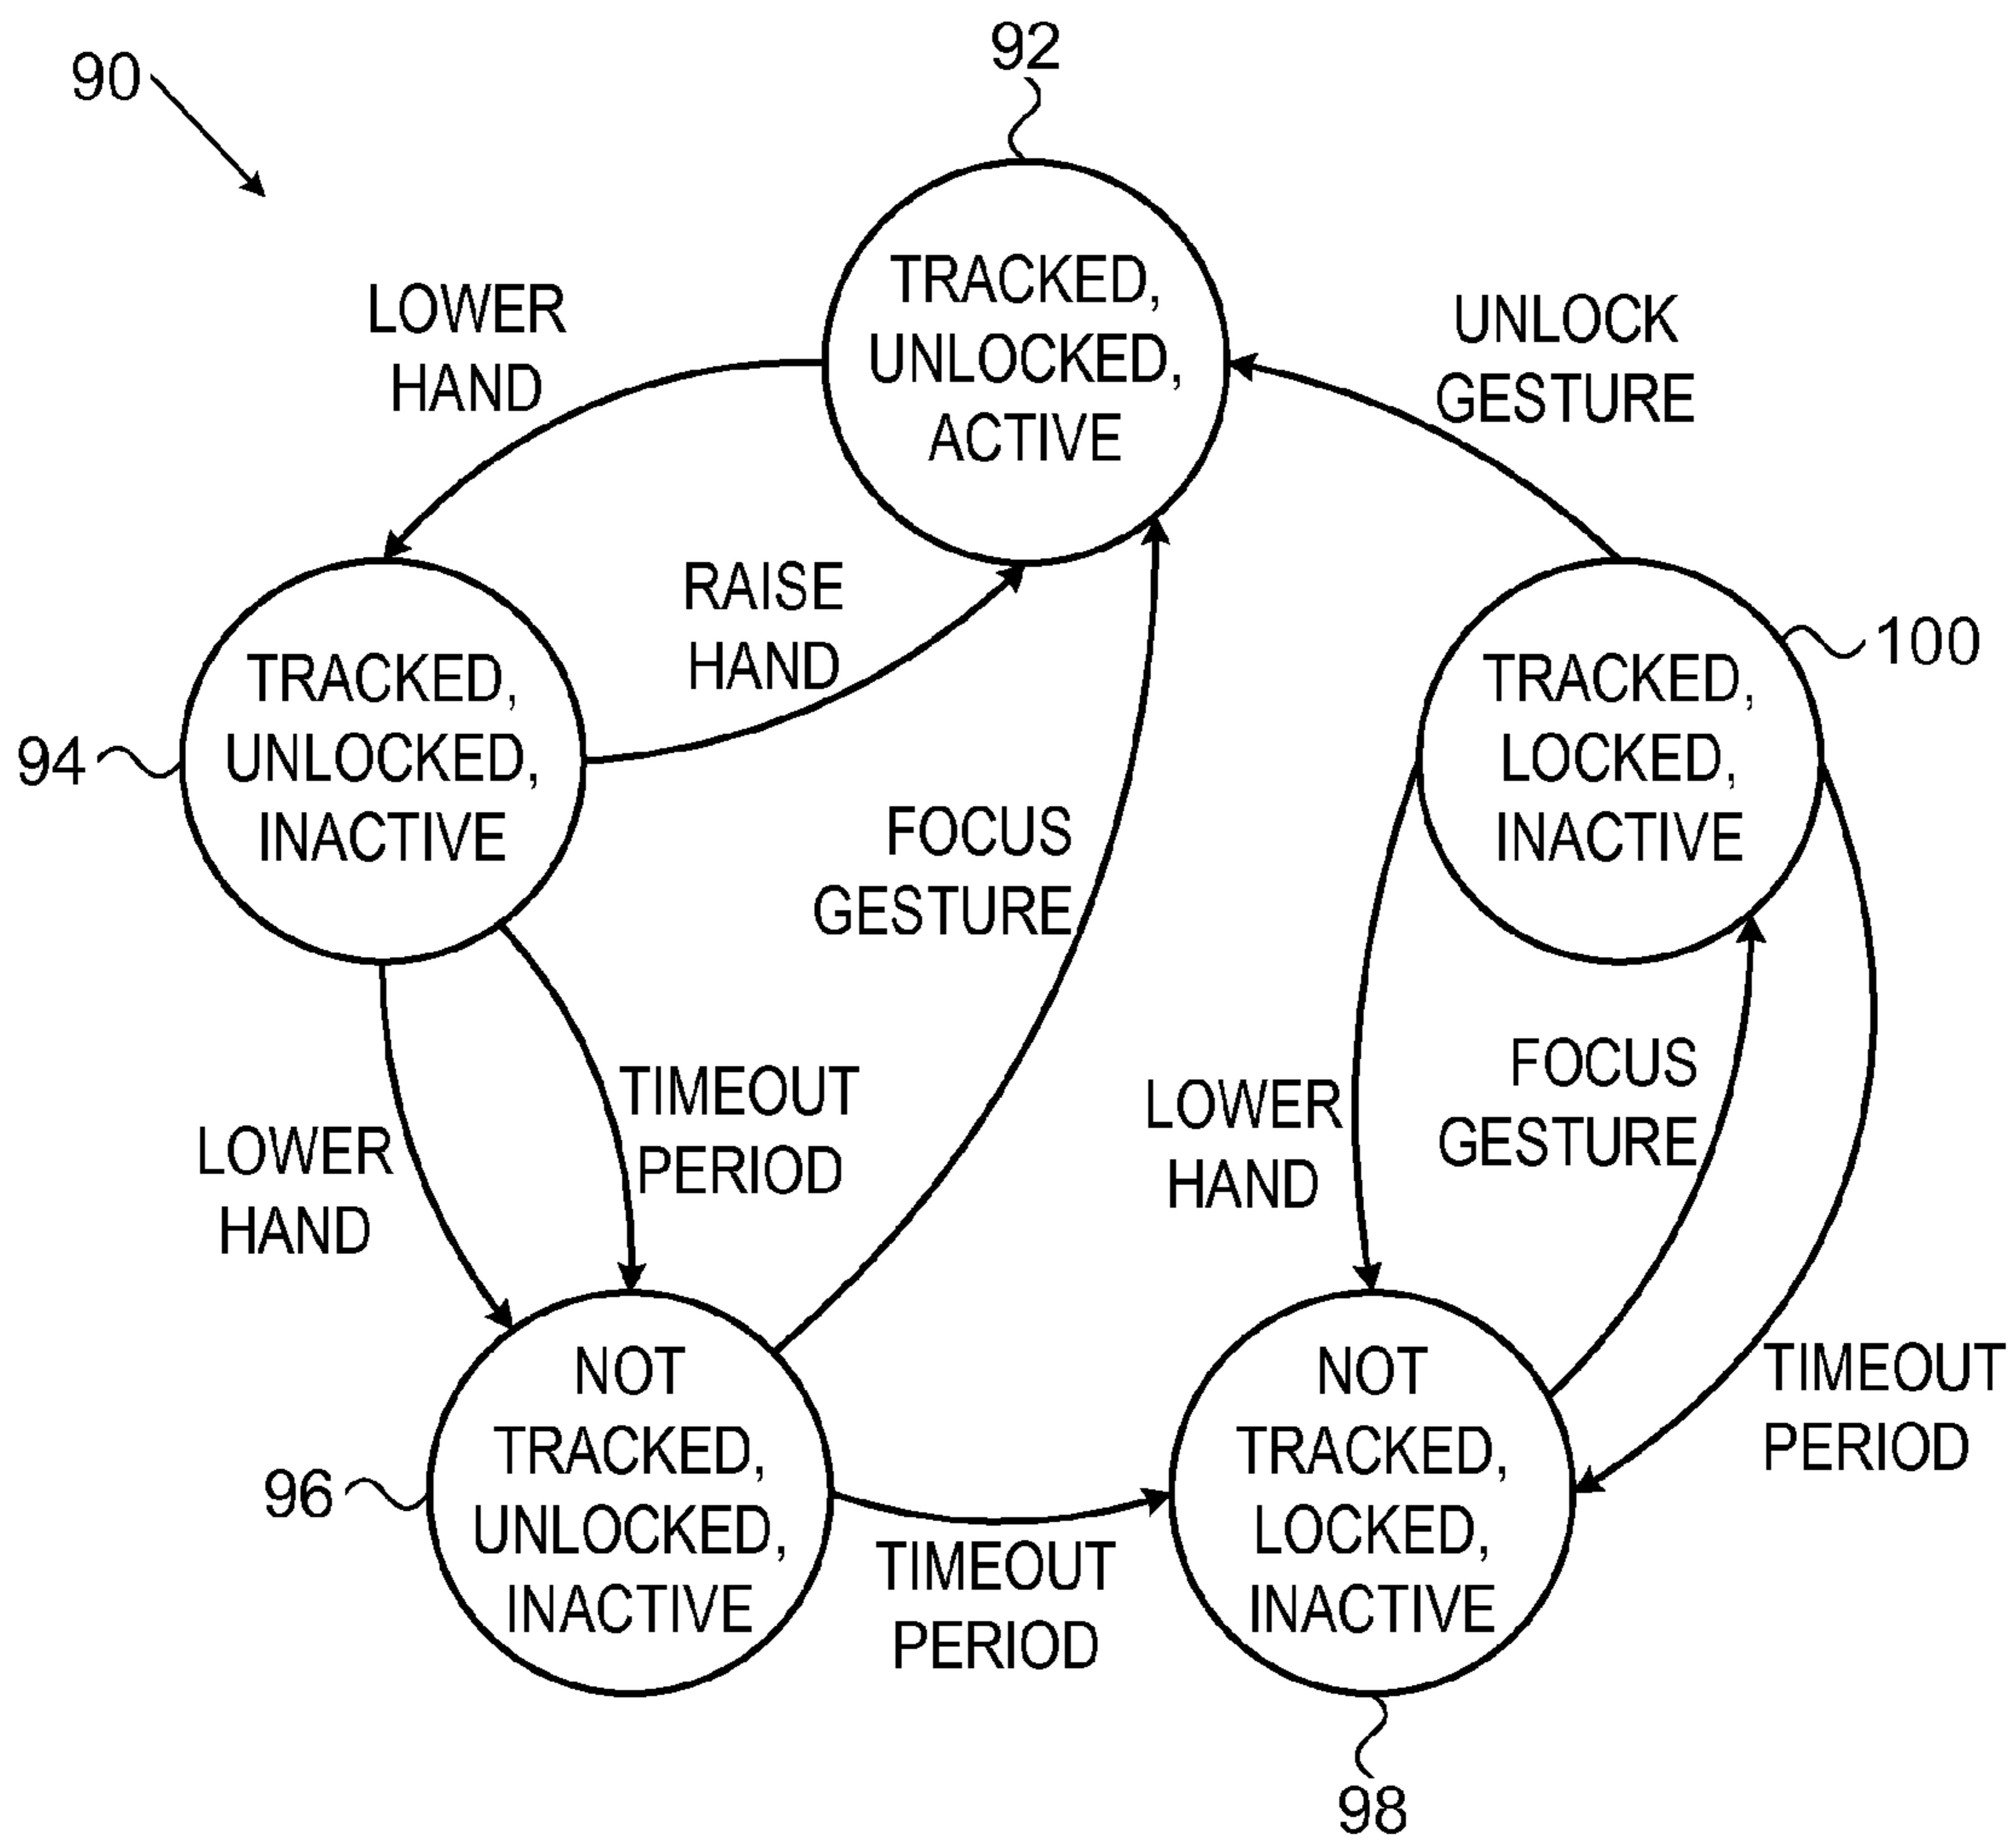 92
90
TRACKED,
UNLOCKED,
ACTIVE
LOWER
HAND
UNLOCK
GESTURE
RAISE
HAND
100
TRACKED,
UNLOCKED,
INACTIVE
94
TRACKED,
LOCKED,
INACTIVE
FOCUS
GESTURE
TIMEOUT
PERIOD
LOWER
HAND
LOWER
HAND
FOCUS
GESTURE
TIMEOUT
PERIOD
NOT
TRACKED,
UNLOCKED,
INACTIVE
96
TIMEOUT
PERIOD
NOT
TRACKED,
LOCKED,
INACTIVE
98